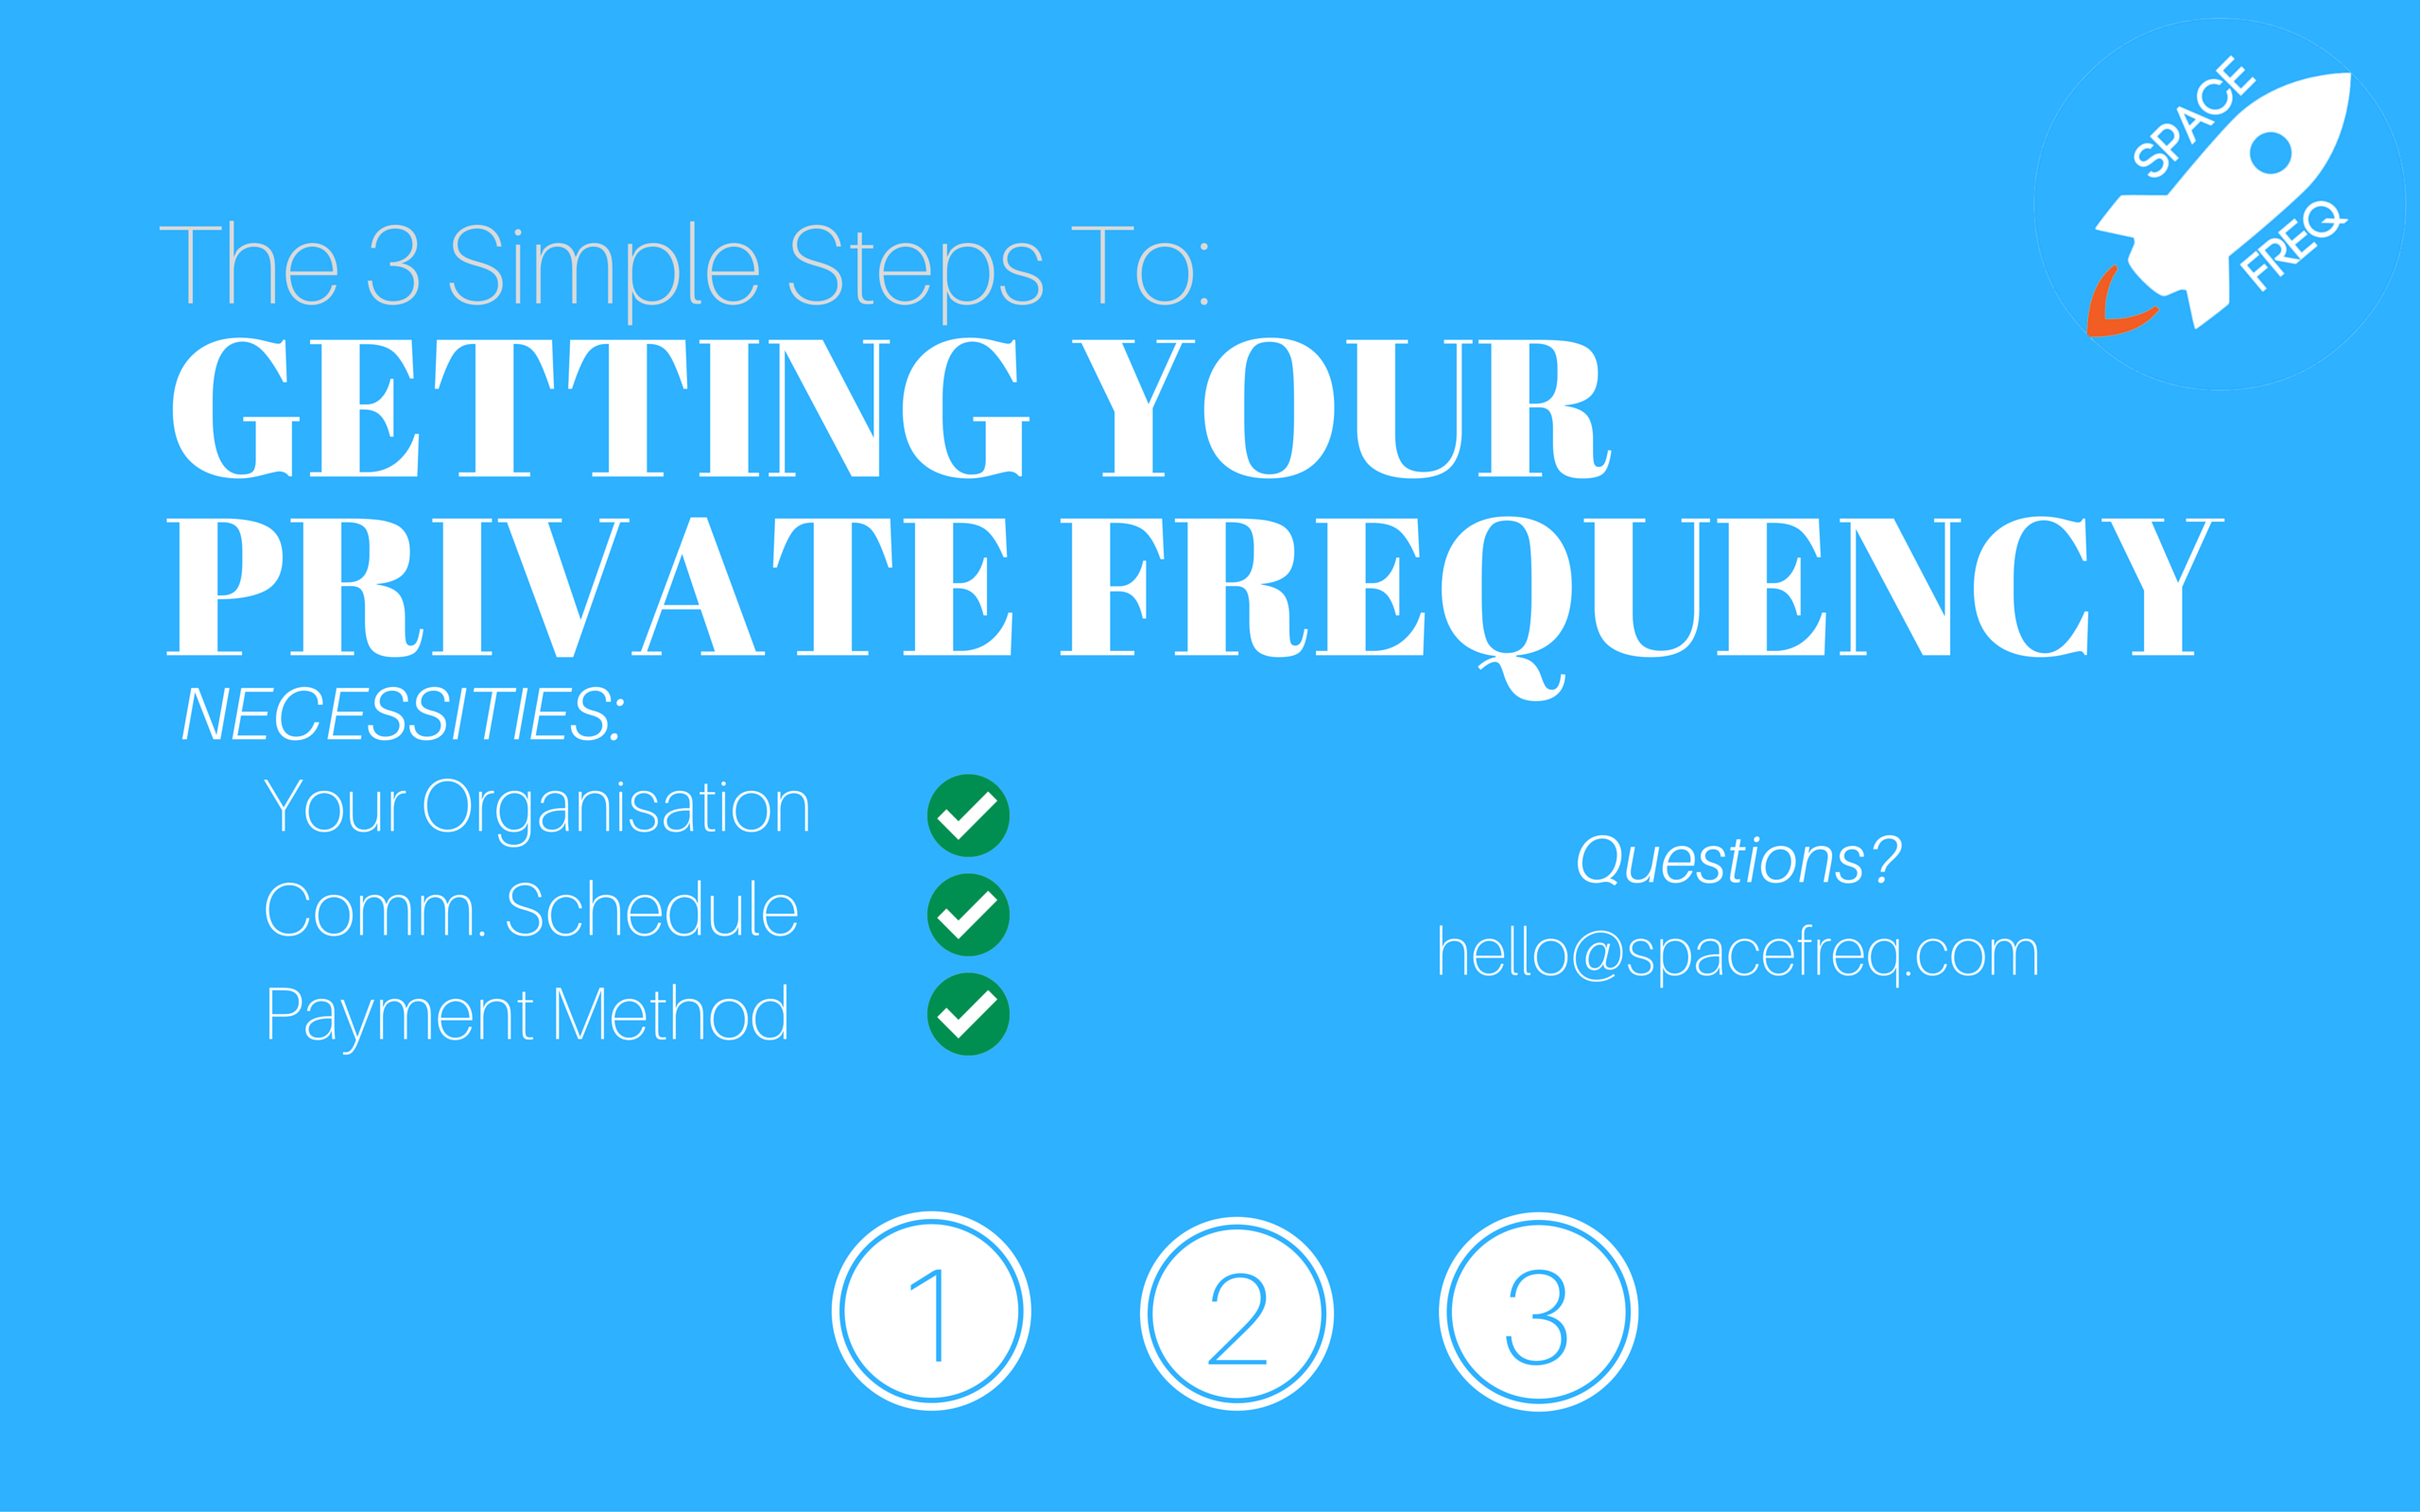 SPACE
FREQ
The 3 Simple Steps To:
GETTING YOUR
PRIVATE FREQUENCY
NECESSITIES:
Your Organisation
Comm. Schedule
Payment Method
Questions?
hello@spacefreq.com
1
2
3